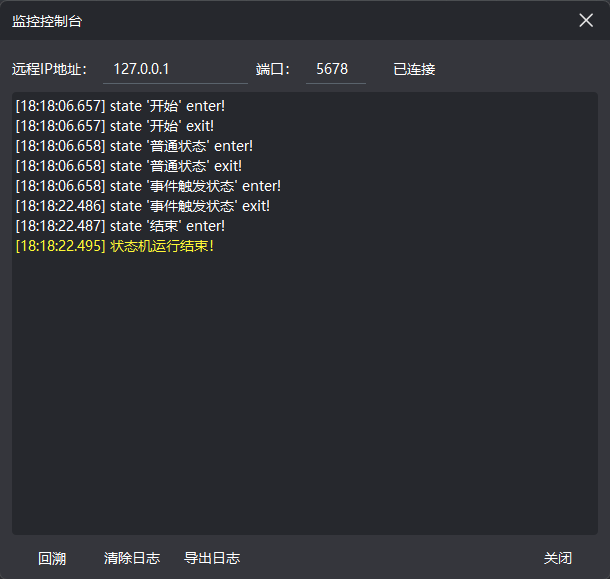 监控控制台
远程IP地址： 127.0.0.1 端口： 5678 已连接
[18:18:06.657] state '开始' enter!
[18:18:06.657] state '开始' exit!
[18:18:06.658] state '普通状态' enter!
[18:18:06.658] state '普通状态' exit!
[18:18:06.658] state '事件触发状态' enter!
[18:18:22.486] state '事件触发状态' exit!
[18:18:22.487] state '结束' enter!
[18:18:22.495] 状态机运行结束!
回溯 清除日志 导出日志 关闭